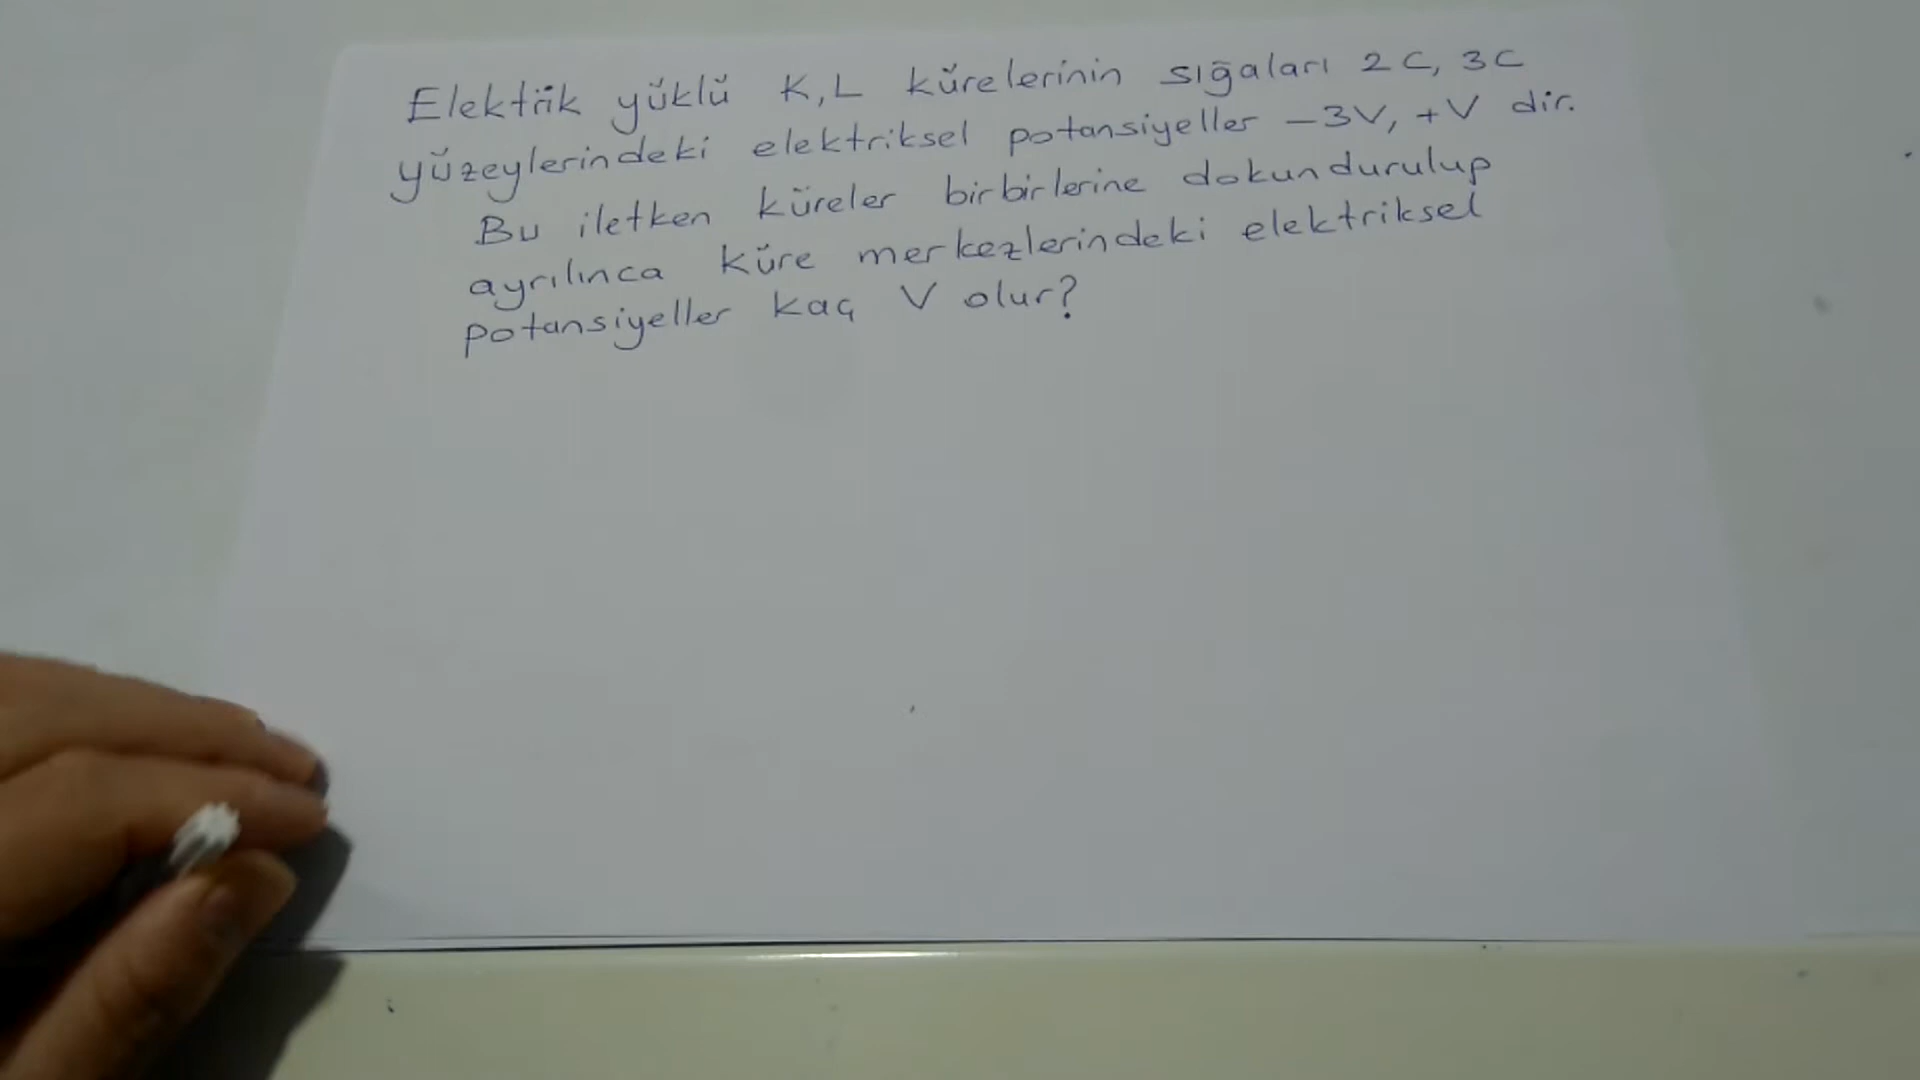 Elektrik yüklü K, L kürelerinin sığaları 2C, 3C
yüzeylerindeki elektriksel potansiyeller -3V, +V dir.
Bu iletken küreler birbirlerine dokundurulup
ayrılınca küre merkezlerindeki elektriksel
potansiyeller kaç V olur?